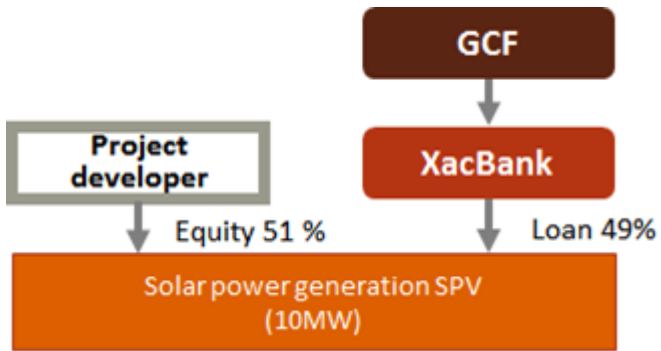 GCF
Project
developer
XacBank
Equity 51 %
Loan 49%
Solar power generation SPV
(10MW)